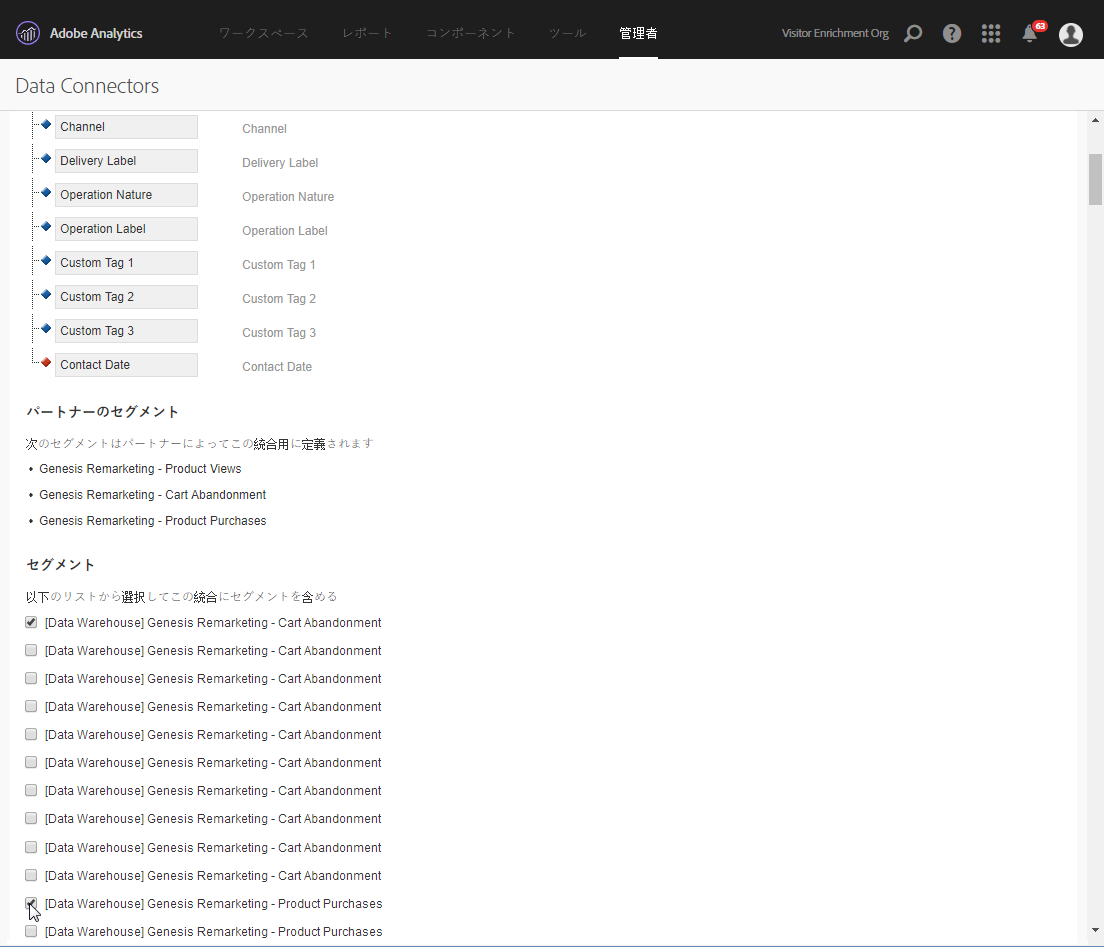 Adobe Analytics ワークスペース レポート コンポーネント ツール 管理者 Visitor Enrichment Org 63
Data Connectors
Channel Channel
Delivery Label Delivery Label
Operation Nature Operation Nature
Operation Label Operation Label
Custom Tag 1 Custom Tag 1
Custom Tag 2 Custom Tag 2
Custom Tag 3 Custom Tag 3
Contact Date Contact Date
パートナーのセグメント
次のセグメントはパートナーによってこの統合用に定義されます
• Genesis Remarketing - Product Views
• Genesis Remarketing - Cart Abandonment
• Genesis Remarketing - Product Purchases
セグメント
以下のリストから選択してこの統合にセグメントを含める
[Data Warehouse] Genesis Remarketing - Cart Abandonment
[Data Warehouse] Genesis Remarketing - Cart Abandonment
[Data Warehouse] Genesis Remarketing - Cart Abandonment
[Data Warehouse] Genesis Remarketing - Cart Abandonment
[Data Warehouse] Genesis Remarketing - Cart Abandonment
[Data Warehouse] Genesis Remarketing - Cart Abandonment
[Data Warehouse] Genesis Remarketing - Cart Abandonment
[Data Warehouse] Genesis Remarketing - Cart Abandonment
[Data Warehouse] Genesis Remarketing - Cart Abandonment
[Data Warehouse] Genesis Remarketing - Cart Abandonment
[Data Warehouse] Genesis Remarketing - Product Purchases
[Data Warehouse] Genesis Remarketing - Product Purchases